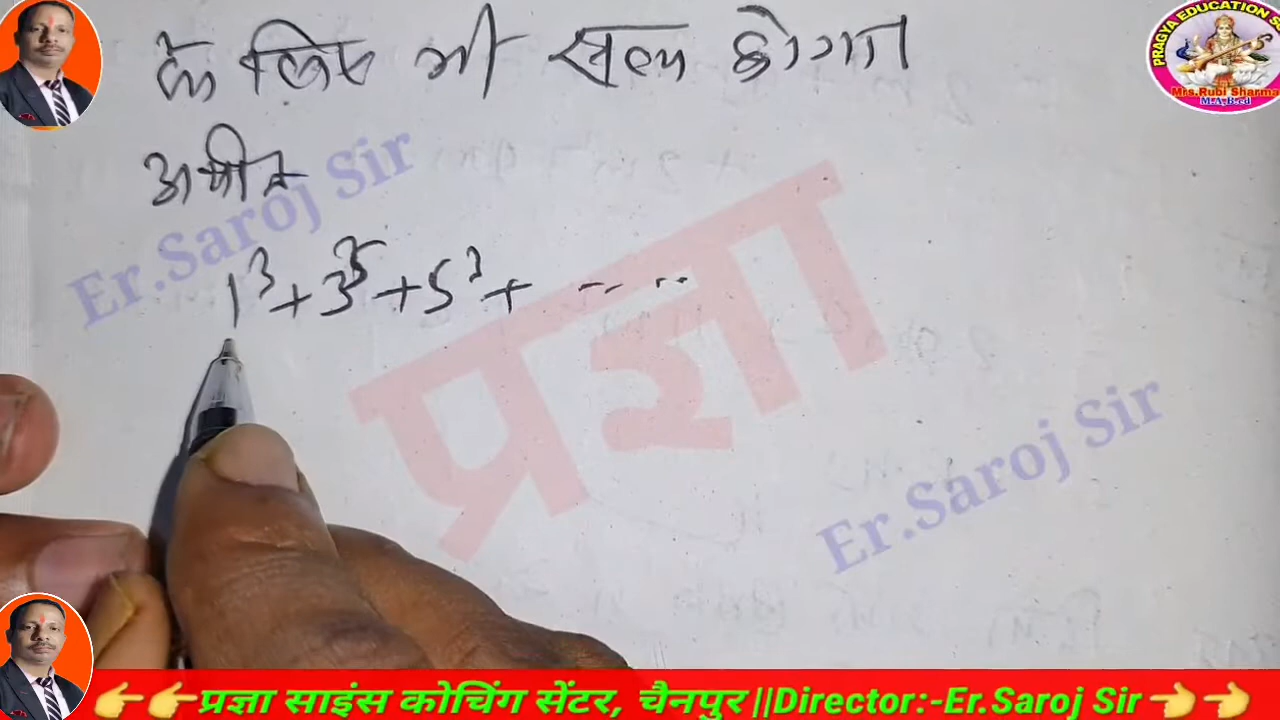 PRAGYA EDUCATION
Mrs.Rubi Sharma
M.A,B.ed
के लिए भी सत्य होगा
अर्थात
1³+3³+5³+ -- --
Er.Saroj Sir
प्रज्ञा
Er.Saroj Sir
👉👉प्रज्ञा साइंस कोचिंग सेंटर, चैनपुर||Director:-Er.Saroj Sir👈👈